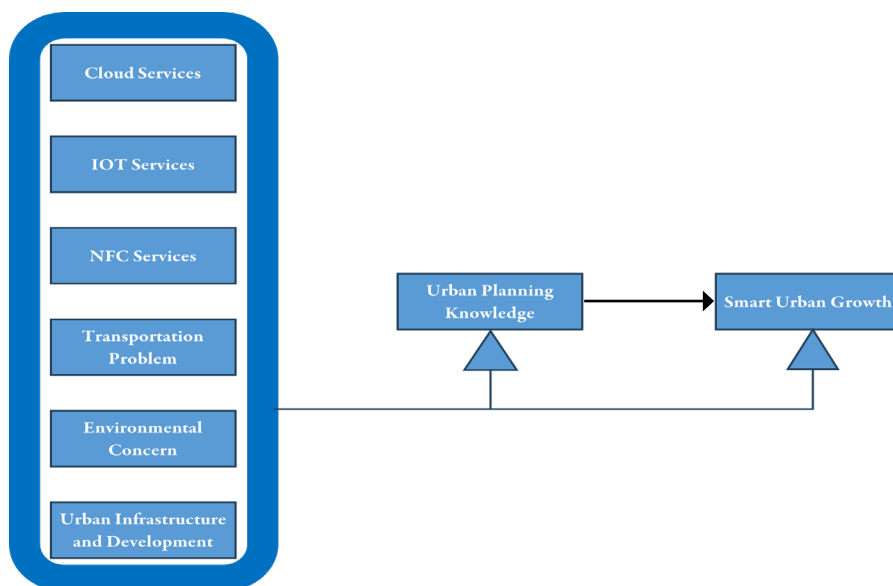 Cloud Services
IOT Services
NFC Services
Transportation
Problem
Environmental
Concern
Urban Infrastructure
and Development
Urban Planning
Knowledge
Smart Urban Growth